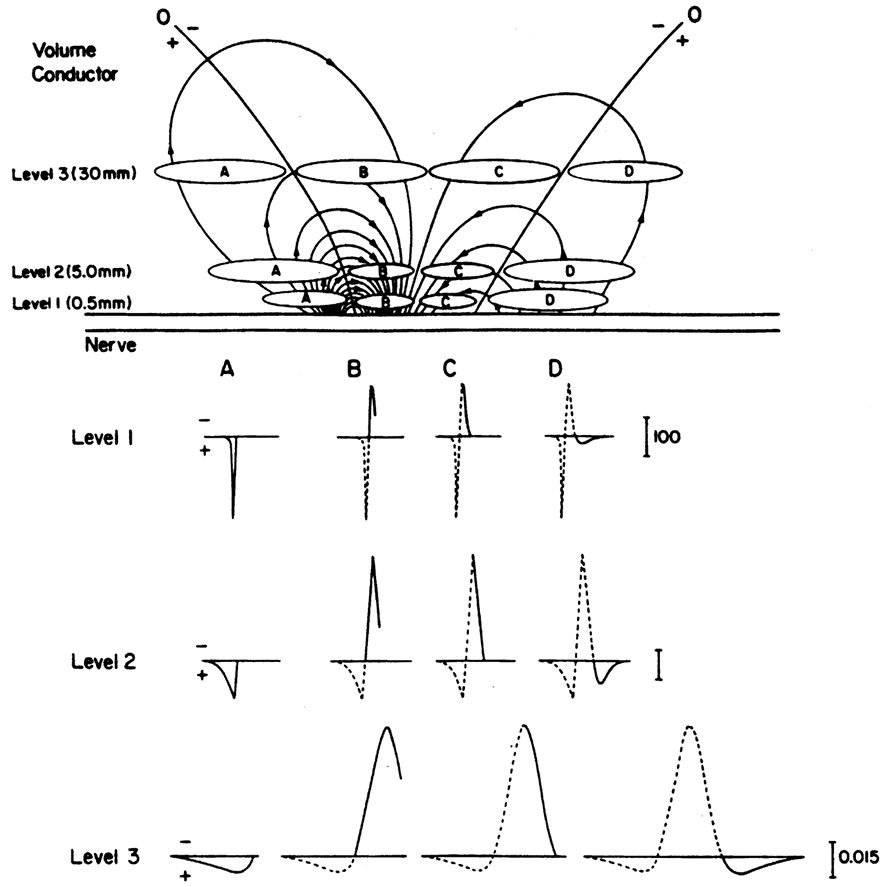 O - - O
+ +
Volume
Conductor
Level 3 (30mm) A B C D
Level 2 (5.0mm) A B C D
Level 1 (0.5mm) A B C D
Nerve
A B C D
-
Level 1 100
+
-
Level 2
+
-
Level 3 0.015
+